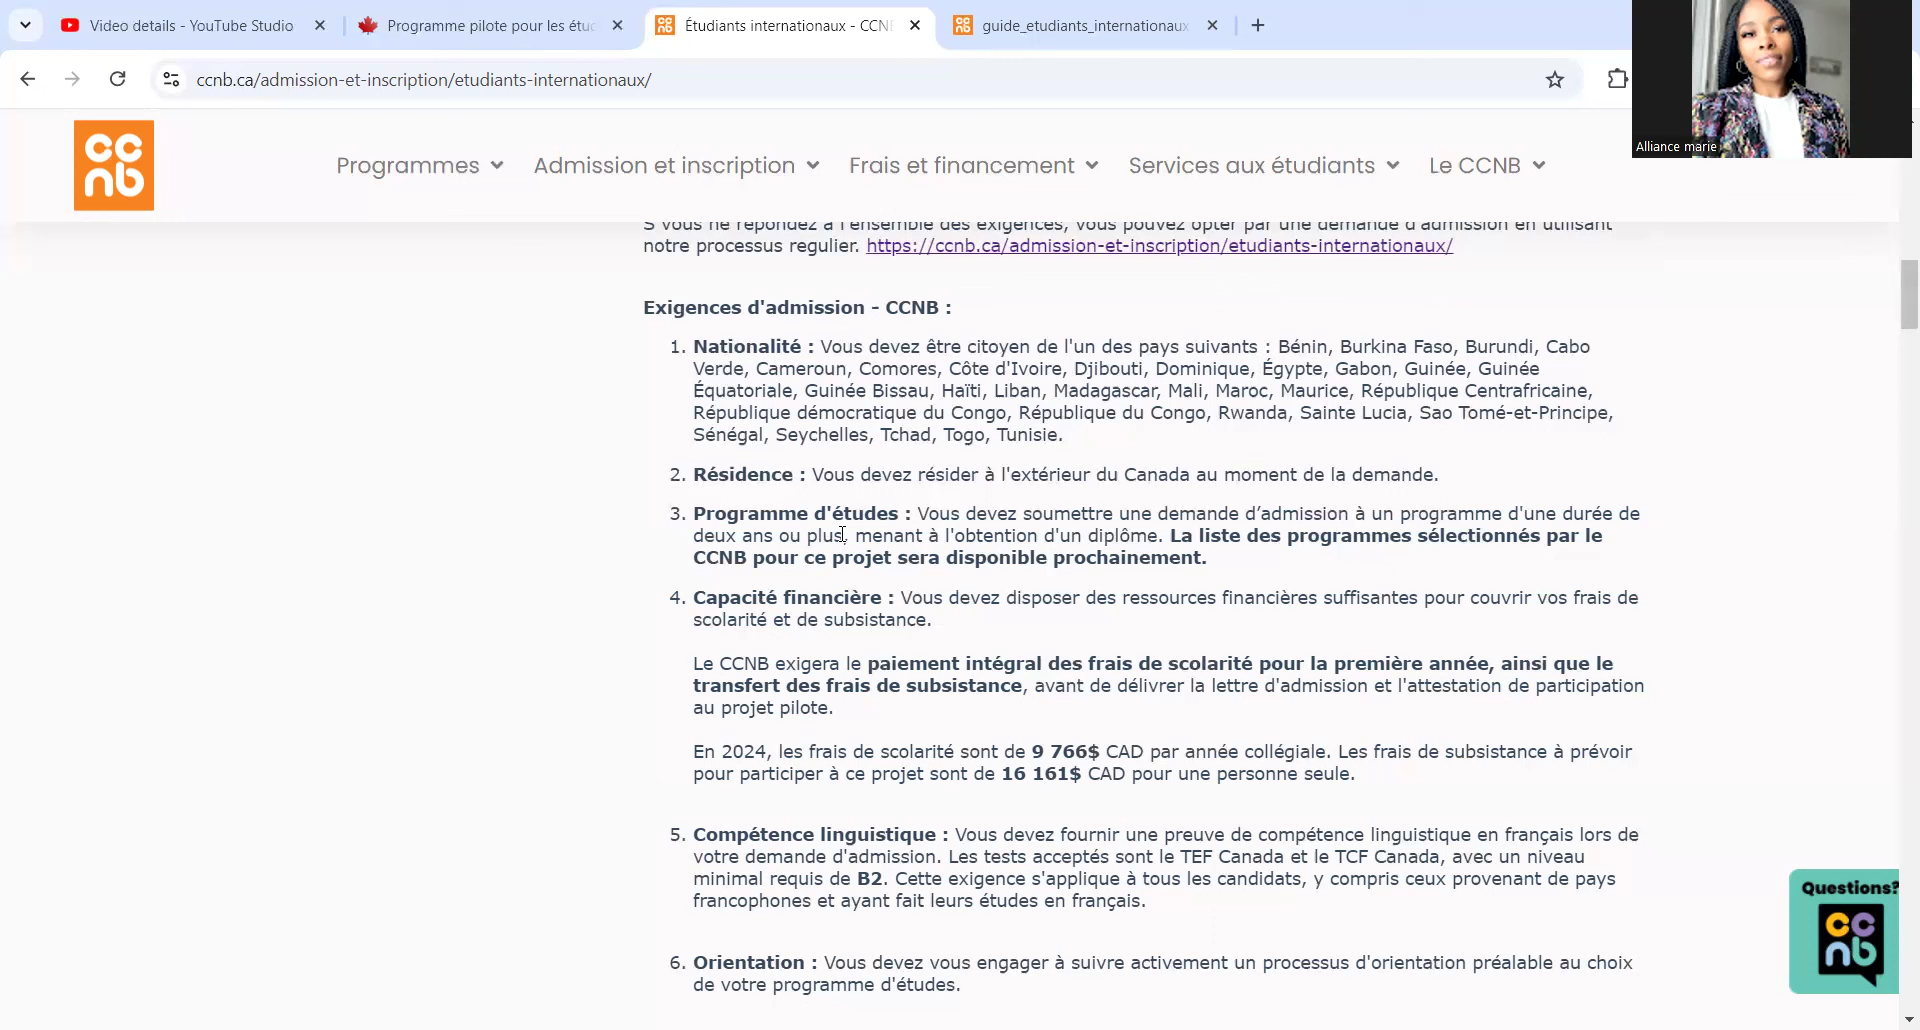 Video details - YouTube Studio
Programme pilote pour les étuc
Étudiants internationaux - CCN
guide_etudiants_internationaux
ccnb.ca/admission-et-inscription/etudiants-internationaux/
Alliance marie
cc
nb
Programmes
Admission et inscription
Frais et financement
Services aux étudiants
Le CCNB
S vous ne répondez à l'ensemble des exigences, vous pouvez opter par une demande d'admission en utilisant
notre processus regulier. https://ccnb.ca/admission-et-inscription/etudiants-internationaux/
Exigences d'admission - CCNB :
1. Nationalité : Vous devez être citoyen de l'un des pays suivants : Bénin, Burkina Faso, Burundi, Cabo
Verde, Cameroun, Comores, Côte d'Ivoire, Djibouti, Dominique, Égypte, Gabon, Guinée, Guinée
Équatoriale, Guinée Bissau, Haïti, Liban, Madagascar, Mali, Maroc, Maurice, République Centrafricaine,
République démocratique du Congo, République du Congo, Rwanda, Sainte Lucia, Sao Tomé-et-Principe,
Sénégal, Seychelles, Tchad, Togo, Tunisie.
2. Résidence : Vous devez résider à l'extérieur du Canada au moment de la demande.
3. Programme d'études : Vous devez soumettre une demande d’admission à un programme d'une durée de
deux ans ou plus, menant à l'obtention d'un diplôme. La liste des programmes sélectionnés par le
CCNB pour ce projet sera disponible prochainement.
4. Capacité financière : Vous devez disposer des ressources financières suffisantes pour couvrir vos frais de
scolarité et de subsistance.
Le CCNB exigera le paiement intégral des frais de scolarité pour la première année, ainsi que le
transfert des frais de subsistance, avant de délivrer la lettre d'admission et l'attestation de participation
au projet pilote.
En 2024, les frais de scolarité sont de 9 766$ CAD par année collégiale. Les frais de subsistance à prévoir
pour participer à ce projet sont de 16 161$ CAD pour une personne seule.
5. Compétence linguistique : Vous devez fournir une preuve de compétence linguistique en français lors de
votre demande d'admission. Les tests acceptés sont le TEF Canada et le TCF Canada, avec un niveau
minimal requis de B2. Cette exigence s'applique à tous les candidats, y compris ceux provenant de pays
francophones et ayant fait leurs études en français.
6. Orientation : Vous devez vous engager à suivre activement un processus d'orientation préalable au choix
de votre programme d'études.
Questions?
cc
nb